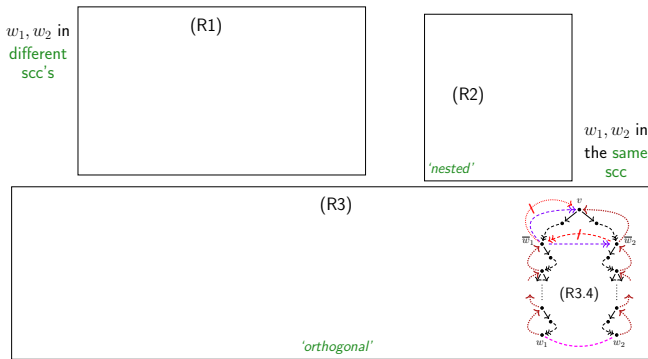 w₁, w₂ in
different
scc's
(R1)
(R2)
'nested'
w₁, w₂ in
the same
scc
(R3)
'orthogonal'
v
w̅₁
w̅₂
(R3.4)
w₁
w₂